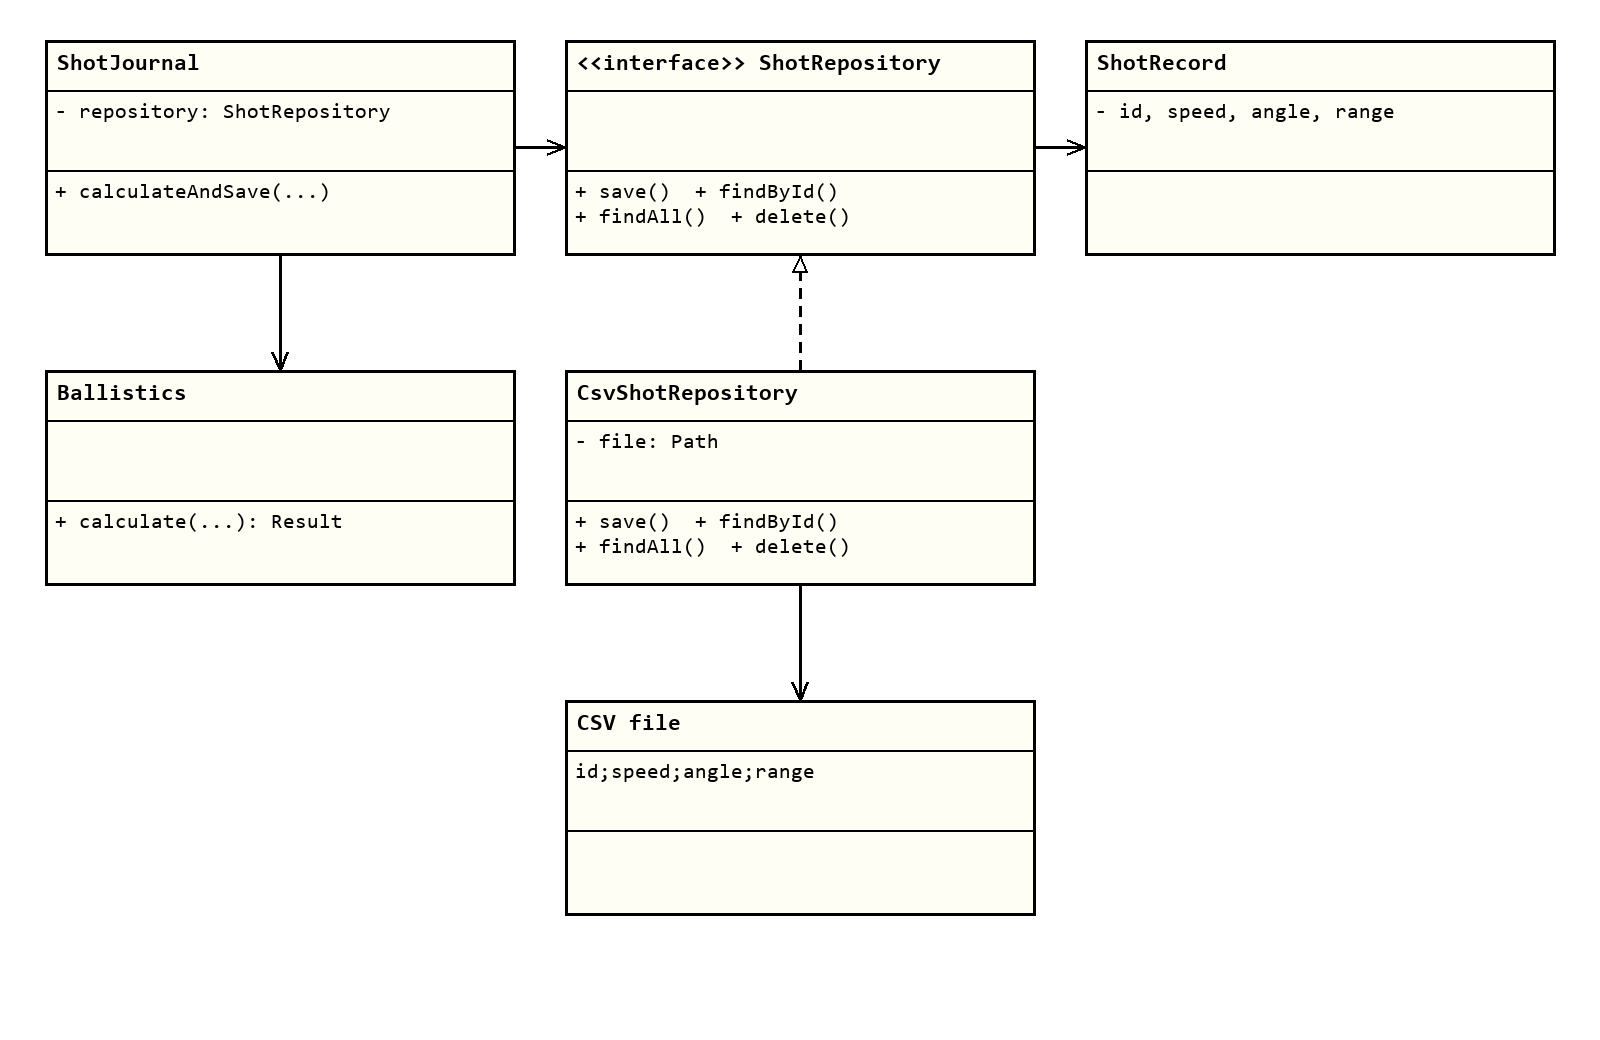 ShotJournal
- repository: ShotRepository
+ calculateAndSave(...)
<<interface>> ShotRepository
+ save()  + findById()
+ findAll()  + delete()
ShotRecord
- id, speed, angle, range
Ballistics
+ calculate(...): Result
CsvShotRepository
- file: Path
+ save()  + findById()
+ findAll()  + delete()
CSV file
id;speed;angle;range